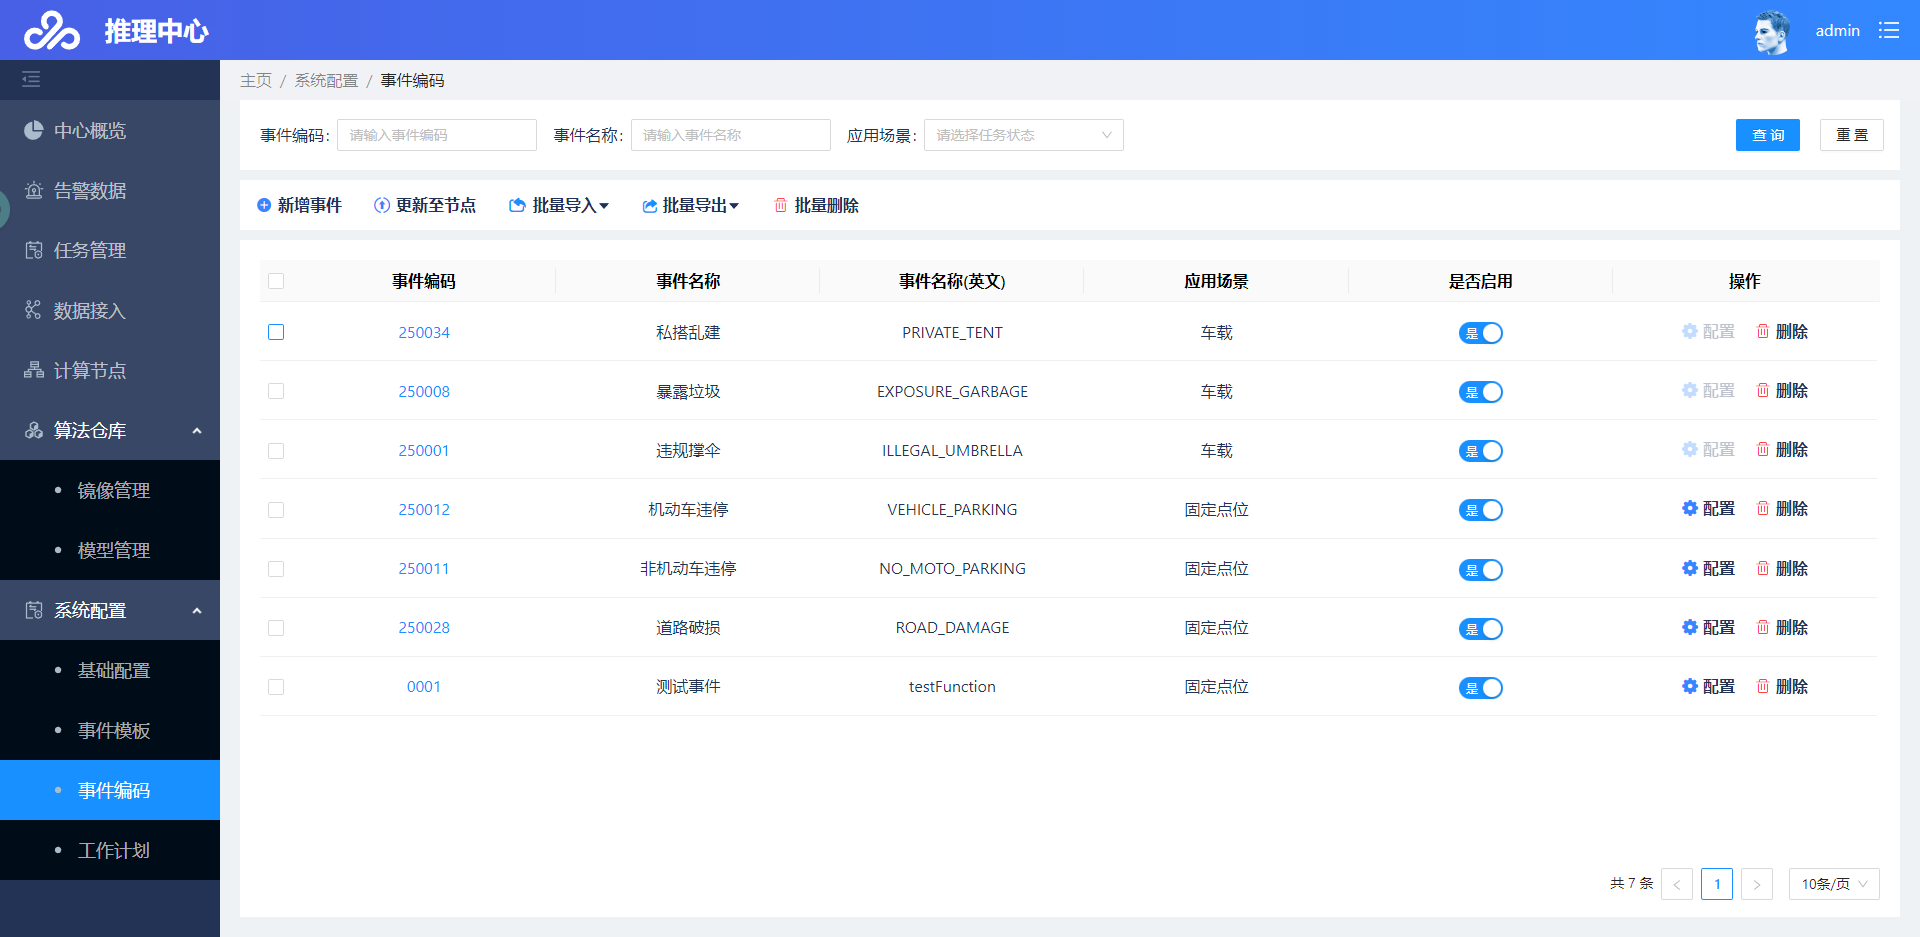 推理中心
admin
主页 / 系统配置 / 事件编码
中心概览
告警数据
任务管理
数据接入
计算节点
算法仓库
镜像管理
模型管理
系统配置
基础配置
事件模板
事件编码
工作计划
事件编码: 请输入事件编码 事件名称: 请输入事件名称 应用场景: 请选择任务状态 查 询 重 置
新增事件 更新至节点 批量导入 批量导出 批量删除
事件编码 事件名称 事件名称(英文) 应用场景 是否启用 操作
250034 私搭乱建 PRIVATE_TENT 车载 是 配置 删除
250008 暴露垃圾 EXPOSURE_GARBAGE 车载 是 配置 删除
250001 违规撑伞 ILLEGAL_UMBRELLA 车载 是 配置 删除
250012 机动车违停 VEHICLE_PARKING 固定点位 是 配置 删除
250011 非机动车违停 NO_MOTO_PARKING 固定点位 是 配置 删除
250028 道路破损 ROAD_DAMAGE 固定点位 是 配置 删除
0001 测试事件 testFunction 固定点位 是 配置 删除
共 7 条 < 1 > 10条/页